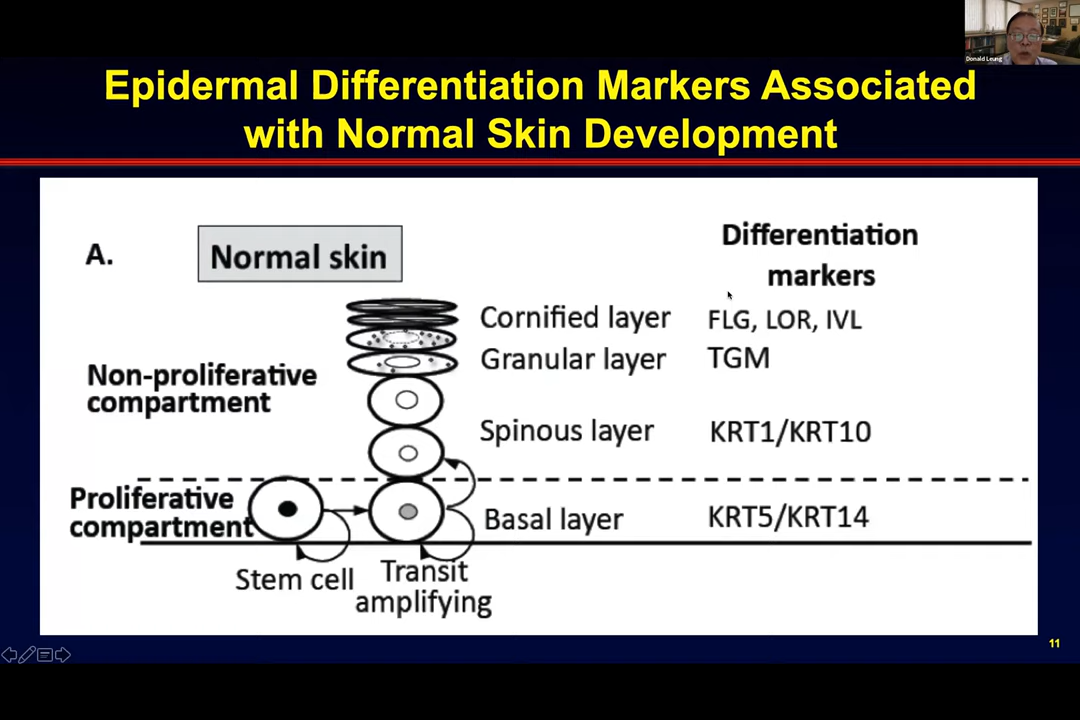 Donald Leung
Epidermal Differentiation Markers Associated
with Normal Skin Development
A.
Normal skin
Differentiation
markers
Cornified layer
FLG, LOR, IVL
Granular layer
TGM
Non-proliferative
compartment
Spinous layer
KRT1/KRT10
Proliferative
compartment
Basal layer
KRT5/KRT14
Stem cell
Transit
amplifying
11